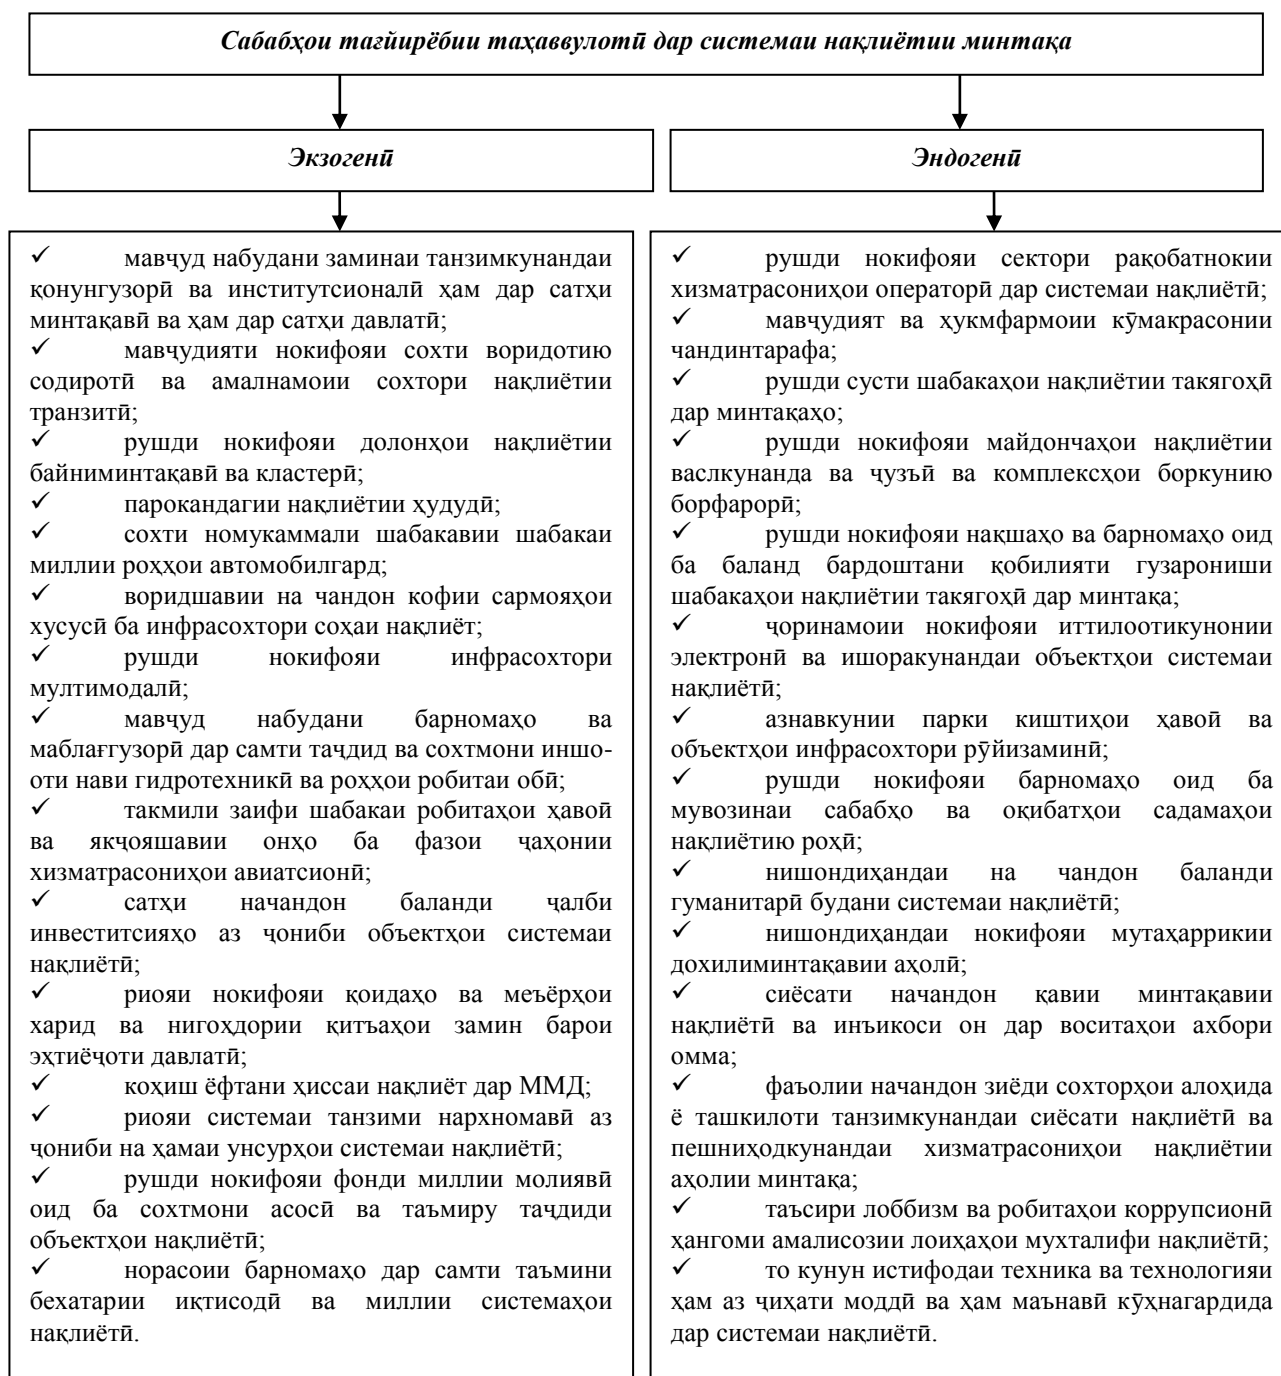 Сабабҳои тағйирёбии таҳаввулотӣ дар системаи нақлиётии минтақа
Экзогенӣ
Эндогенӣ
✓ мавҷуд набудани заминаи танзимкунандаи
қонунгузорӣ ва институтсионалӣ ҳам дар сатҳи
минтақавӣ ва ҳам дар сатҳи давлатӣ;
✓ мавҷудияти нокифояи сохти воридотию
содиротӣ ва амалнамоии сохтори нақлиётии
транзитӣ;
✓ рушди нокифояи долонҳои нақлиётии
байниминтақавӣ ва кластерӣ;
✓ парокандагии нақлиётии ҳудудӣ;
✓ сохти номукаммали шабакавии шабакаи
миллии роҳҳои автомобилгард;
✓ воридшавии на чандон кофии сармояҳои
хусусӣ ба инфрасохтори соҳаи нақлиёт;
✓ рушди нокифояи инфрасохтори
мултимодалӣ;
✓ мавҷуд набудани барномаҳо ва
маблағгузорӣ дар самти таҷдид ва сохтмони иншо-
оти нави гидротехникӣ ва роҳҳои робитаи обӣ;
✓ такмили заифи шабакаи робитаҳои ҳавоӣ
ва якҷояшавии онҳо ба фазои ҷаҳонии
хизматрасониҳои авиатсионӣ;
✓ сатҳи начандон баланди ҷалби
инвеститсияҳо аз ҷониби объектҳои системаи
нақлиётӣ;
✓ риояи нокифояи қоидаҳо ва меъёрҳои
харид ва нигоҳдории қитъаҳои замин барои
эҳтиёҷоти давлатӣ;
✓ коҳиш ёфтани ҳиссаи нақлиёт дар ММД;
✓ риояи системаи танзими нархномавӣ аз
ҷониби на ҳамаи унсурҳои системаи нақлиётӣ;
✓ рушди нокифояи фонди миллии молиявӣ
оид ба сохтмони асосӣ ва таъмиру таҷдиди
объектҳои нақлиётӣ;
✓ норасоии барномаҳо дар самти таъмини
бехатарии иқтисодӣ ва миллии системаҳои
нақлиётӣ.
✓ рушди нокифояи сектори рақобатнокии
хизматрасониҳои операторӣ дар системаи нақлиётӣ;
✓ мавҷудият ва ҳукмфармоии кӯмакрасонии
чандинтарафа;
✓ рушди сусти шабакаҳои нақлиётии такягоҳӣ
дар минтақаҳо;
✓ рушди нокифояи майдончаҳои нақлиётии
васлкунанда ва ҷузъӣ ва комплексҳои боркунию
борфарорӣ;
✓ рушди нокифояи нақшаҳо ва барномаҳо оид
ба баланд бардоштани қобилияти гузарониши
шабакаҳои нақлиётии такягоҳӣ дар минтақа;
✓ ҷоринамоии нокифояи иттилоотикунонии
электронӣ ва ишоракунандаи объектҳои системаи
нақлиётӣ;
✓ азнавкунии парки киштиҳои ҳавоӣ ва
объектҳои инфрасохтори рӯйизаминӣ;
✓ рушди нокифояи барномаҳо оид ба
мувозинаи сабабҳо ва оқибатҳои садамаҳои
нақлиётию роҳӣ;
✓ нишондиҳандаи на чандон баланди
гуманитарӣ будани системаи нақлиётӣ;
✓ нишондиҳандаи нокифояи мутаҳаррикии
дохилиминтақавии аҳолӣ;
✓ сиёсати начандон қавии минтақавии
нақлиётӣ ва инъикоси он дар воситаҳои ахбори
омма;
✓ фаъолии начандон зиёди сохторҳои алоҳида
ё ташкилоти танзимкунандаи сиёсати нақлиётӣ ва
пешниҳодкунандаи хизматрасониҳои нақлиётии
аҳолии минтақа;
✓ таъсири лоббизм ва робитаҳои коррупсионӣ
ҳангоми амалисозии лоиҳаҳои мухталифи нақлиётӣ;
✓ то кунун истифодаи техника ва технологияи
ҳам аз ҷиҳати моддӣ ва ҳам маънавӣ кӯҳнагардида
дар системаи нақлиётӣ.